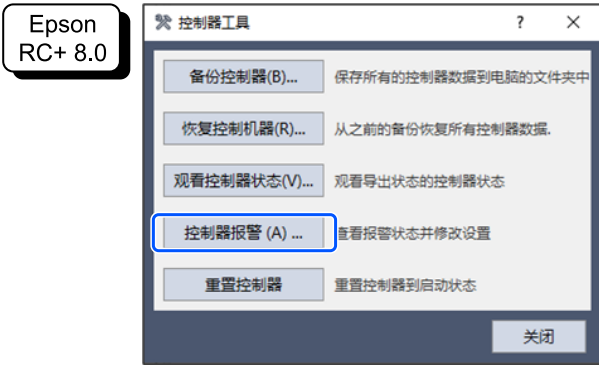 Epson
RC+ 8.0
控制器工具
?
备份控制器(B)...
保存所有的控制器数据到电脑的文件夹中
恢复控制机器(R)...
从之前的备份恢复所有控制器数据.
观看控制器状态(V)...
观看导出状态的控制器状态
控制器报警 (A) ...
查看报警状态并修改设置
重置控制器
重置控制器到启动状态
关闭